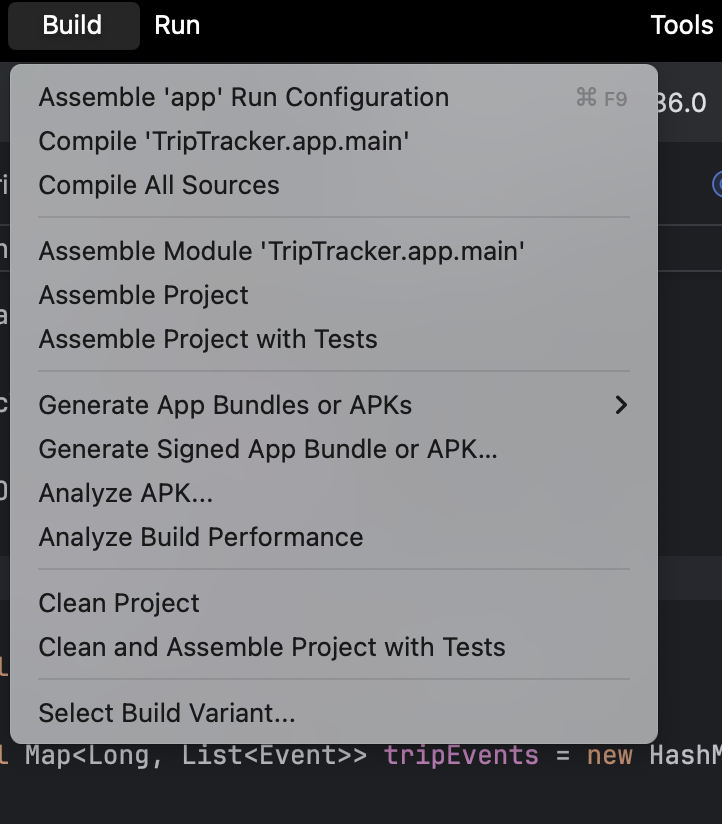 Build Run Tools
Assemble 'app' Run Configuration ⌘ F9
36.0
Compile 'TripTracker.app.main'
Compile All Sources
Assemble Module 'TripTracker.app.main'
Assemble Project
Assemble Project with Tests
Generate App Bundles or APKs
Generate Signed App Bundle or APK...
Analyze APK...
Analyze Build Performance
Clean Project
Clean and Assemble Project with Tests
Select Build Variant...
Map<Long, List<Event>> tripEvents = new